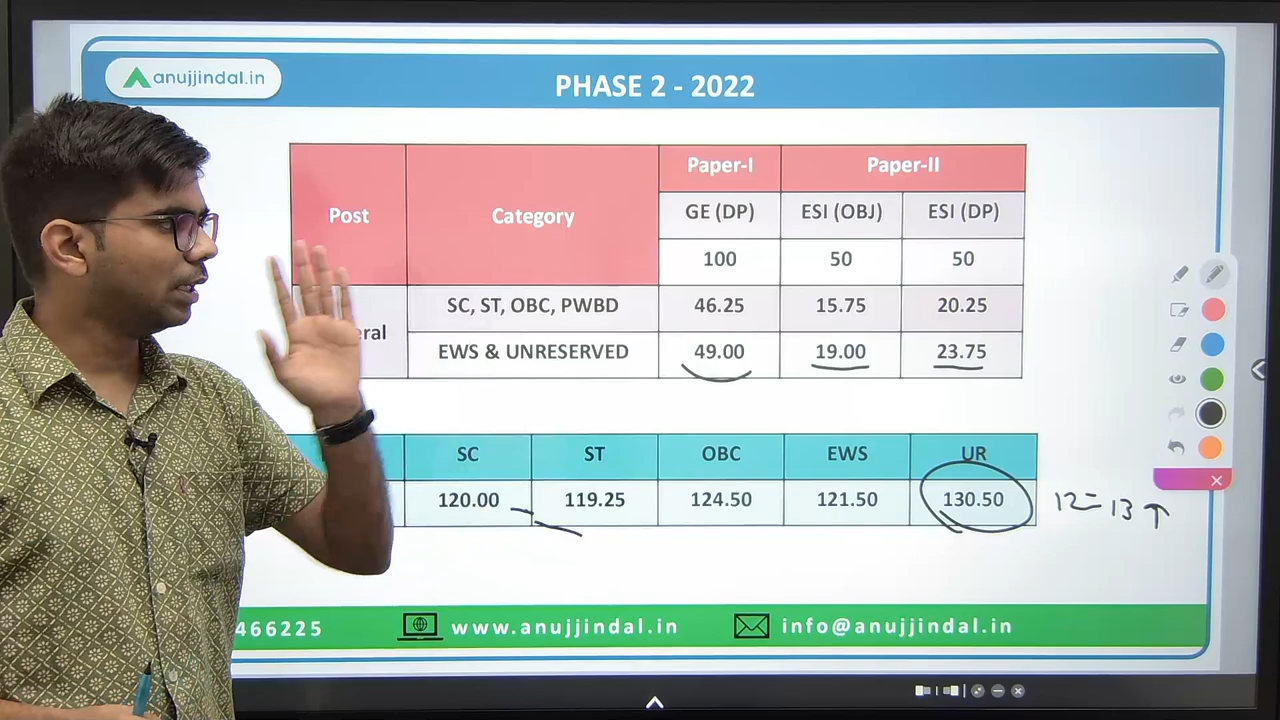 anujjindal.in
PHASE 2 - 2022
Post Category Paper-I Paper-II
GE (DP) ESI (OBJ) ESI (DP)
100 50 50
eral SC, ST, OBC, PWBD 46.25 15.75 20.25
EWS & UNRESERVED 49.00 19.00 23.75
SC ST OBC EWS UR
120.00 119.25 124.50 121.50 130.50 12-13↑
466225 www.anujjindal.in info@anujjindal.in